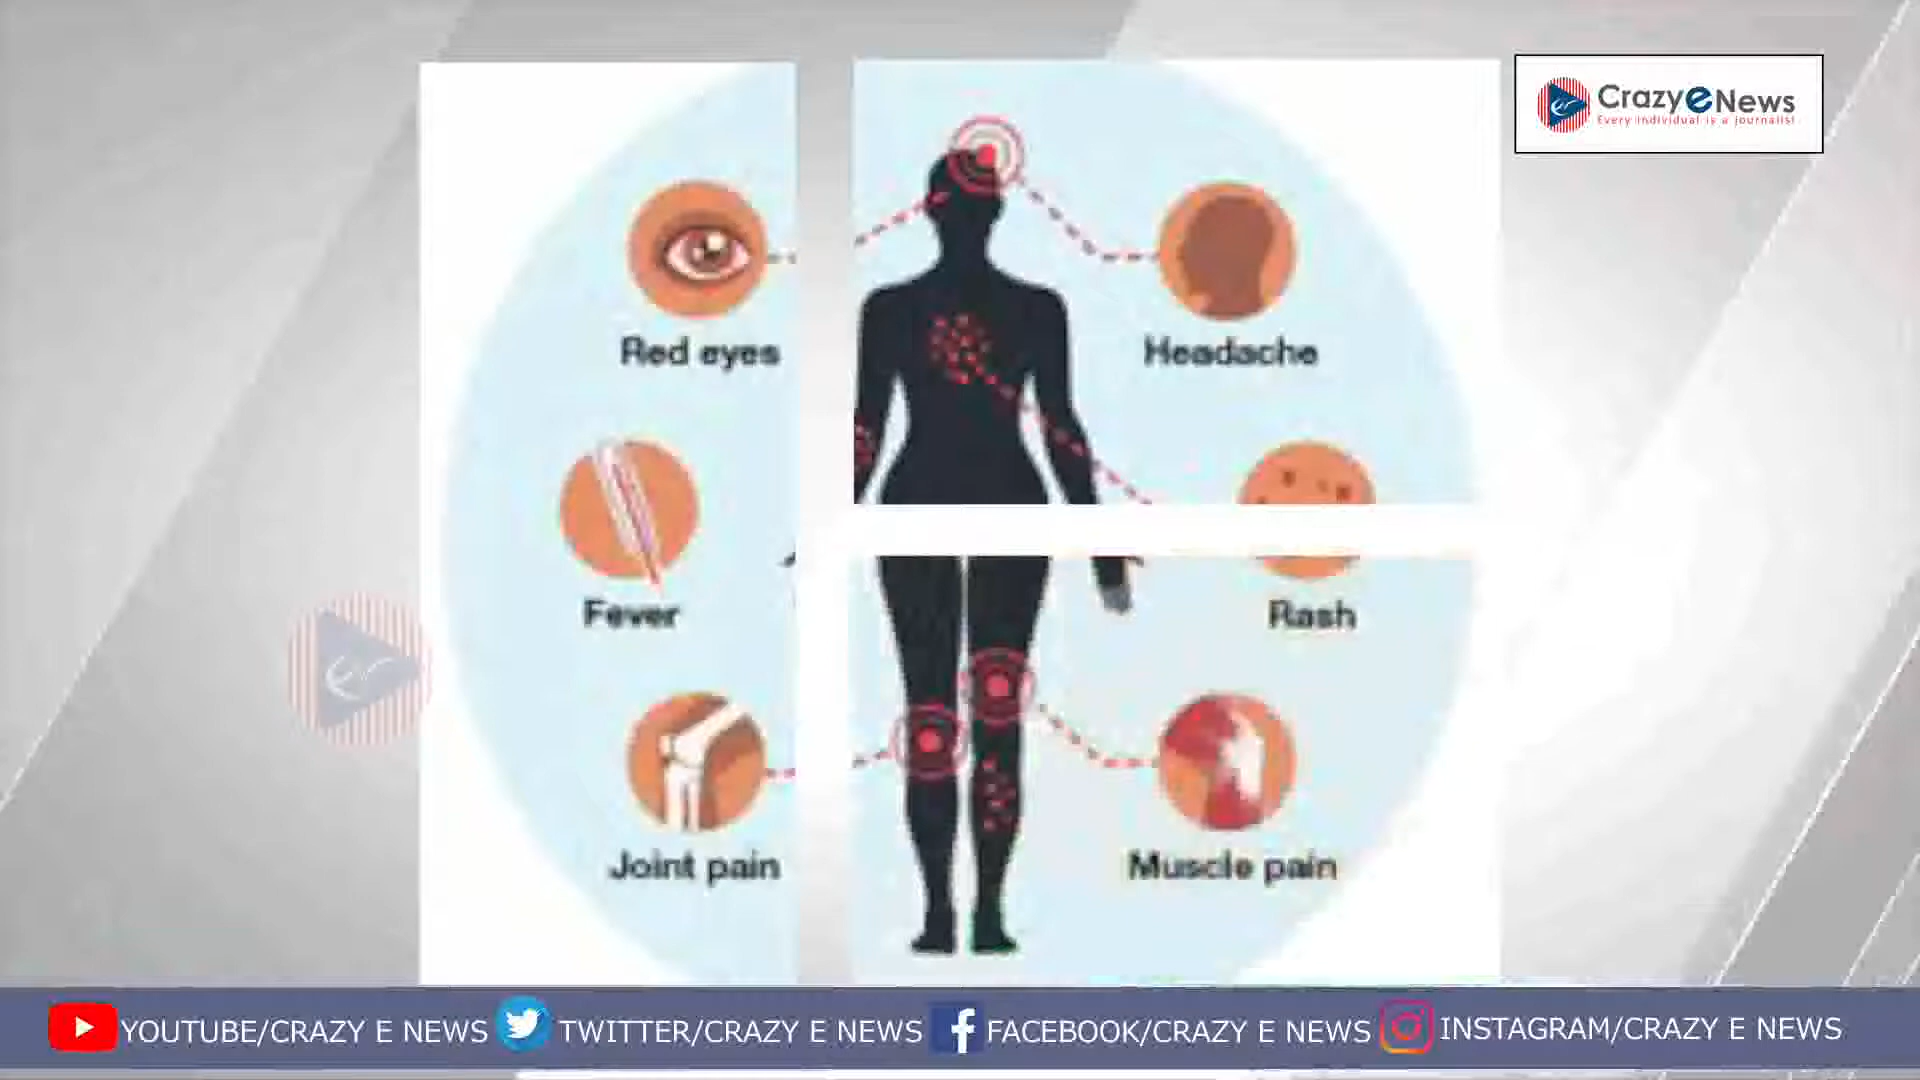 Crazy e News
Every individual is a journalist
Red eyes
Headache
Fever
Rash
Joint pain
Muscle pain
YOUTUBE/CRAZY E NEWS
TWITTER/CRAZY E NEWS
FACEBOOK/CRAZY E NEWS
INSTAGRAM/CRAZY E NEWS